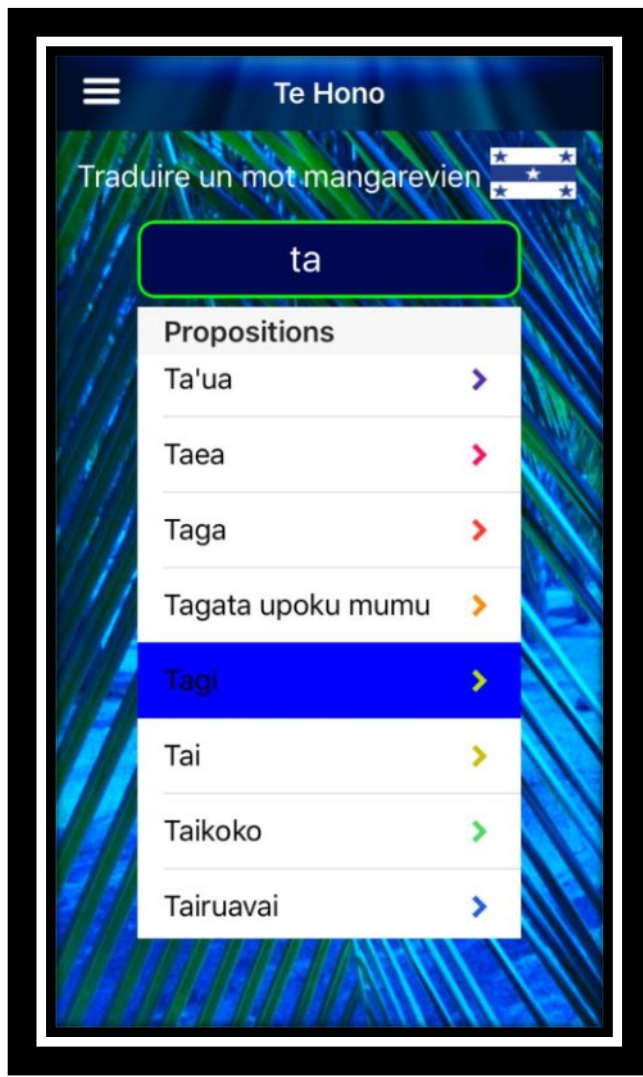 Te Hono
Traduire un mot mangarevien
ta
Propositions
Ta'ua
Taea
Taga
Tagata upoku mumu
Tagi
Tai
Taikoko
Tairuavai